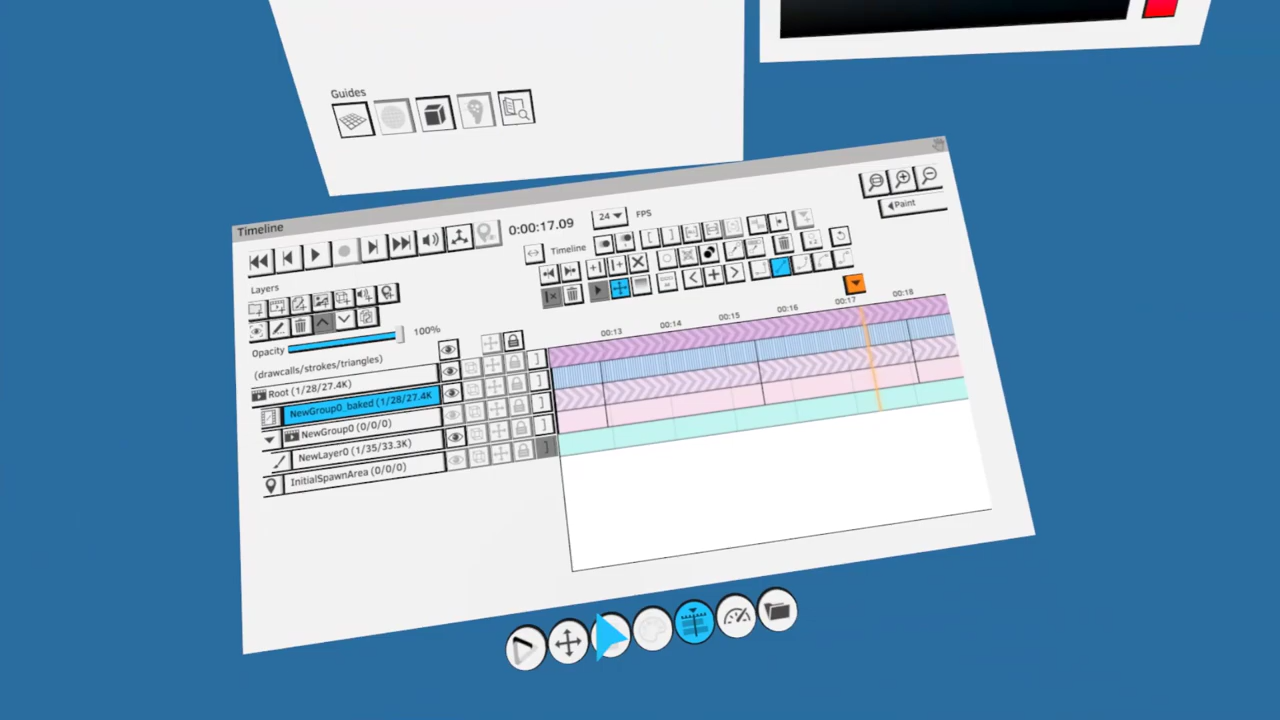 Guides
Timeline
0:00:17.09
24
FPS
Paint
Timeline
Layers
Opacity
100%
(drawcalls/strokes/triangles)
Root (1/28/27.4K)
NewGroup0_baked (1/28/27.4K
NewGroup0 (0/0/0)
NewLayer0 (1/35/33.3K)
InitialSpawnArea (0/0/0)
00:13
00:14
00:15
00:16
00:17
00:18